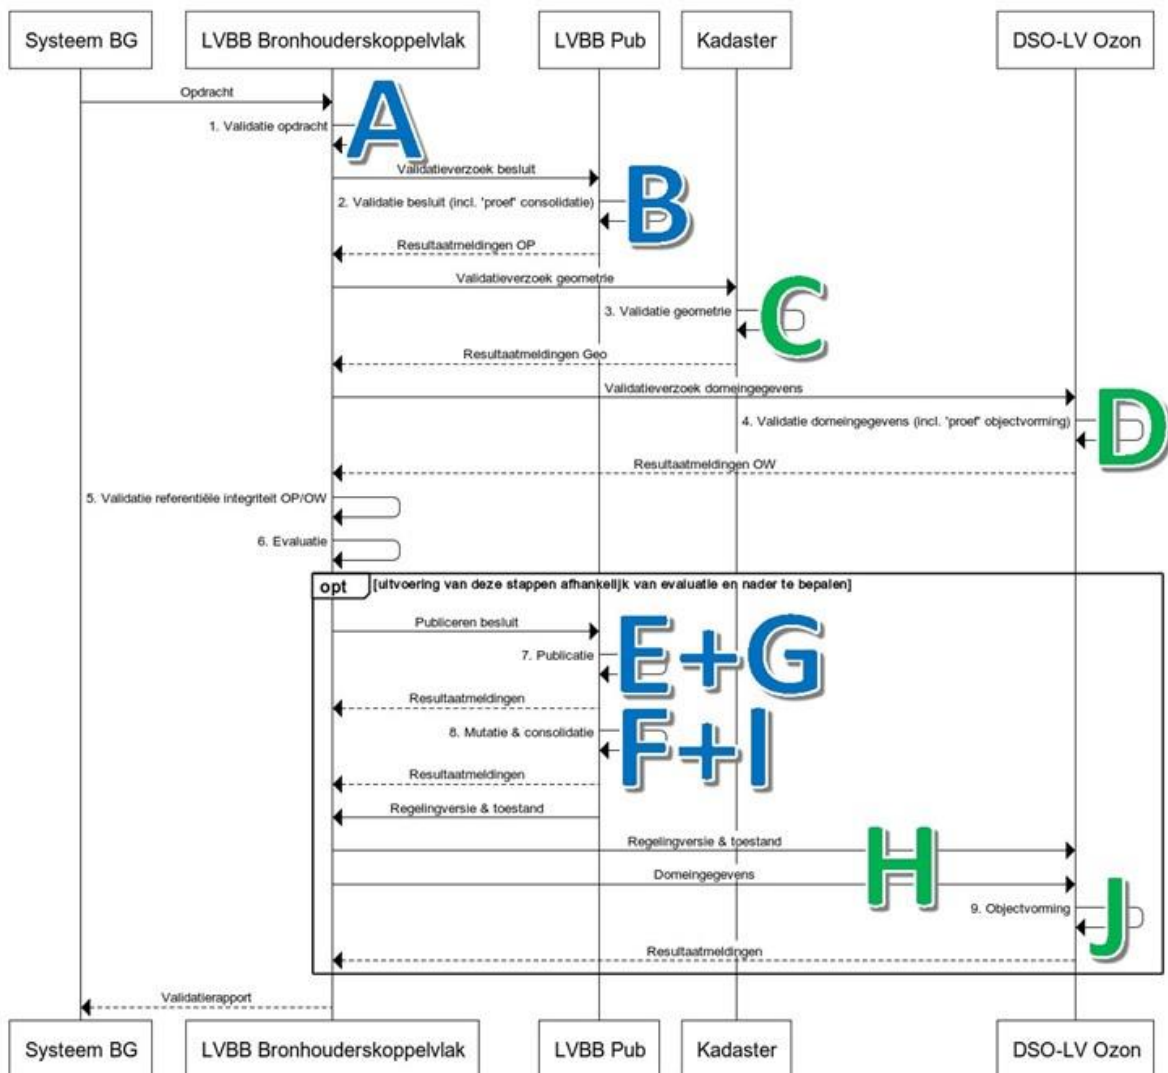 Systeem BG
LVBB Bronhouderskoppelvlak
LVBB Pub
Kadaster
DSO-LV Ozon
Opdracht
1. Validatie opdracht
A
Validatieverzoek besluit
2. Validatie besluit (incl. 'proef' consolidatie)
B
Resultaatmeldingen OP
Validatieverzoek geometrie
3. Validatie geometrie
C
Resultaatmeldingen Geo
Validatieverzoek domeingegevens
4. Validatie domeingegevens (incl. 'proef' objectvorming)
D
Resultaatmeldingen OW
5. Validatie referentiële integriteit OP/OW
6. Evaluatie
opt
[uitvoering van deze stappen afhankelijk van evaluatie en nader te bepalen]
Publiceren besluit
7. Publicatie
E+G
Resultaatmeldingen
8. Mutatie & consolidatie
F+I
Resultaatmeldingen
Regelingversie & toestand
Regelingversie & toestand
H
Domeingegevens
9. Objectvorming
J
Resultaatmeldingen
Validatierapport
Systeem BG
LVBB Bronhouderskoppelvlak
LVBB Pub
Kadaster
DSO-LV Ozon